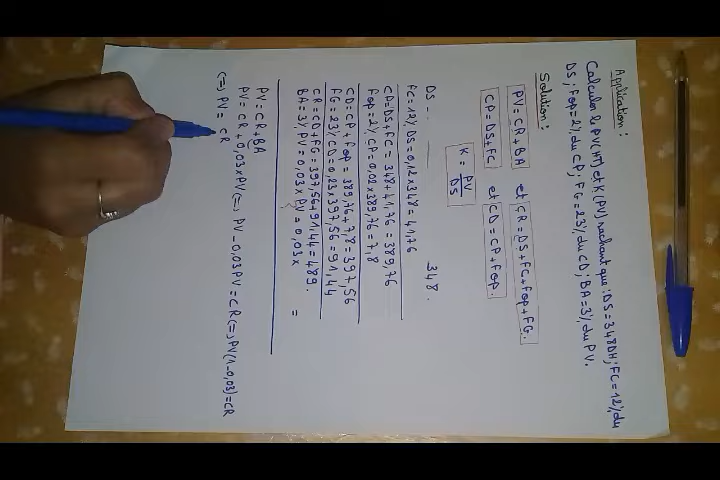 Application :
Calculer le PV(HT) et K(PV) sachant que : DS = 348DH ; FC = 12% du
DS ; Fop = 2% du CP ; FG = 23% du CD ; BA = 3% du PV.
Solution :
PV = CR + BA et CR = DS + FC + Fop + FG.
CP = DS + FC et CD = CP + Fop.
K = PV/DS
DS - — 348.
FC = 12% DS = 0,12 x 348 = 41,76
CP = DS + FC = 348 + 41,76 = 389,76
Fop = 2% CP = 0,02 x 389,76 = 7,8
CD = CP + Fop = 389,76 + 7,8 = 397,56
FG = 23% CD = 0,23 x 397,56 = 91,44
CR = CD + FG = 397,56 + 91,44 = 489.
BA = 3% PV = 0,03 x PV = 0,03 x =
PV = CR + BA
PV = CR + 0,03 x PV (=) PV - 0,03 PV = CR (=) PV(1-0,03) = CR
(=) PV = CR